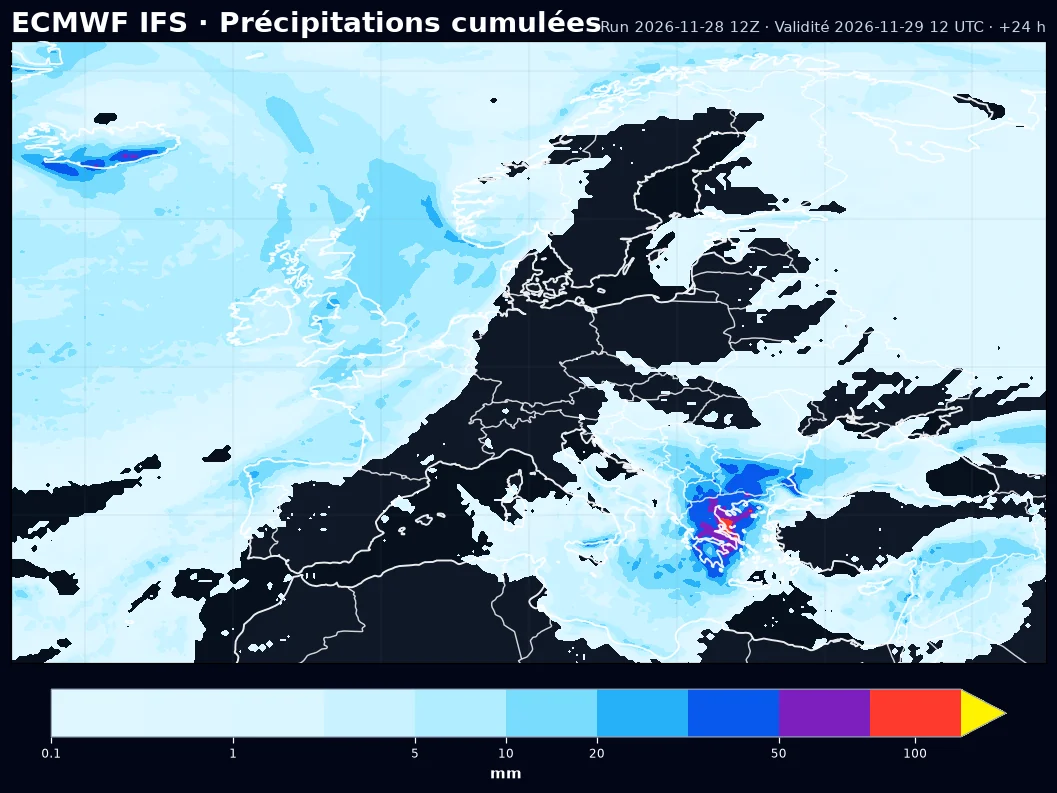 ECMWF IFS · Précipitations cumulées
Run 2026-11-28 12Z · Validité 2026-11-29 12 UTC · +24 h
0.1 1 5 10 20 50 100
mm